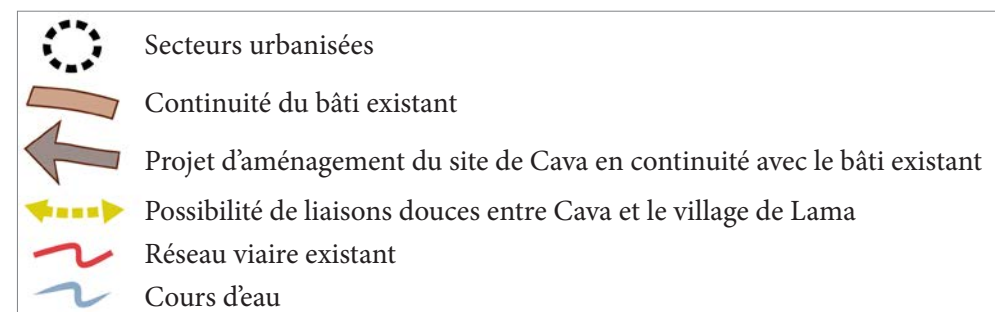 Secteurs urbanisées
Continuité du bâti existant
Projet d'aménagement du site de Cava en continuité avec le bâti existant
Possibilité de liaisons douces entre Cava et le village de Lama
Réseau viaire existant
Cours d'eau